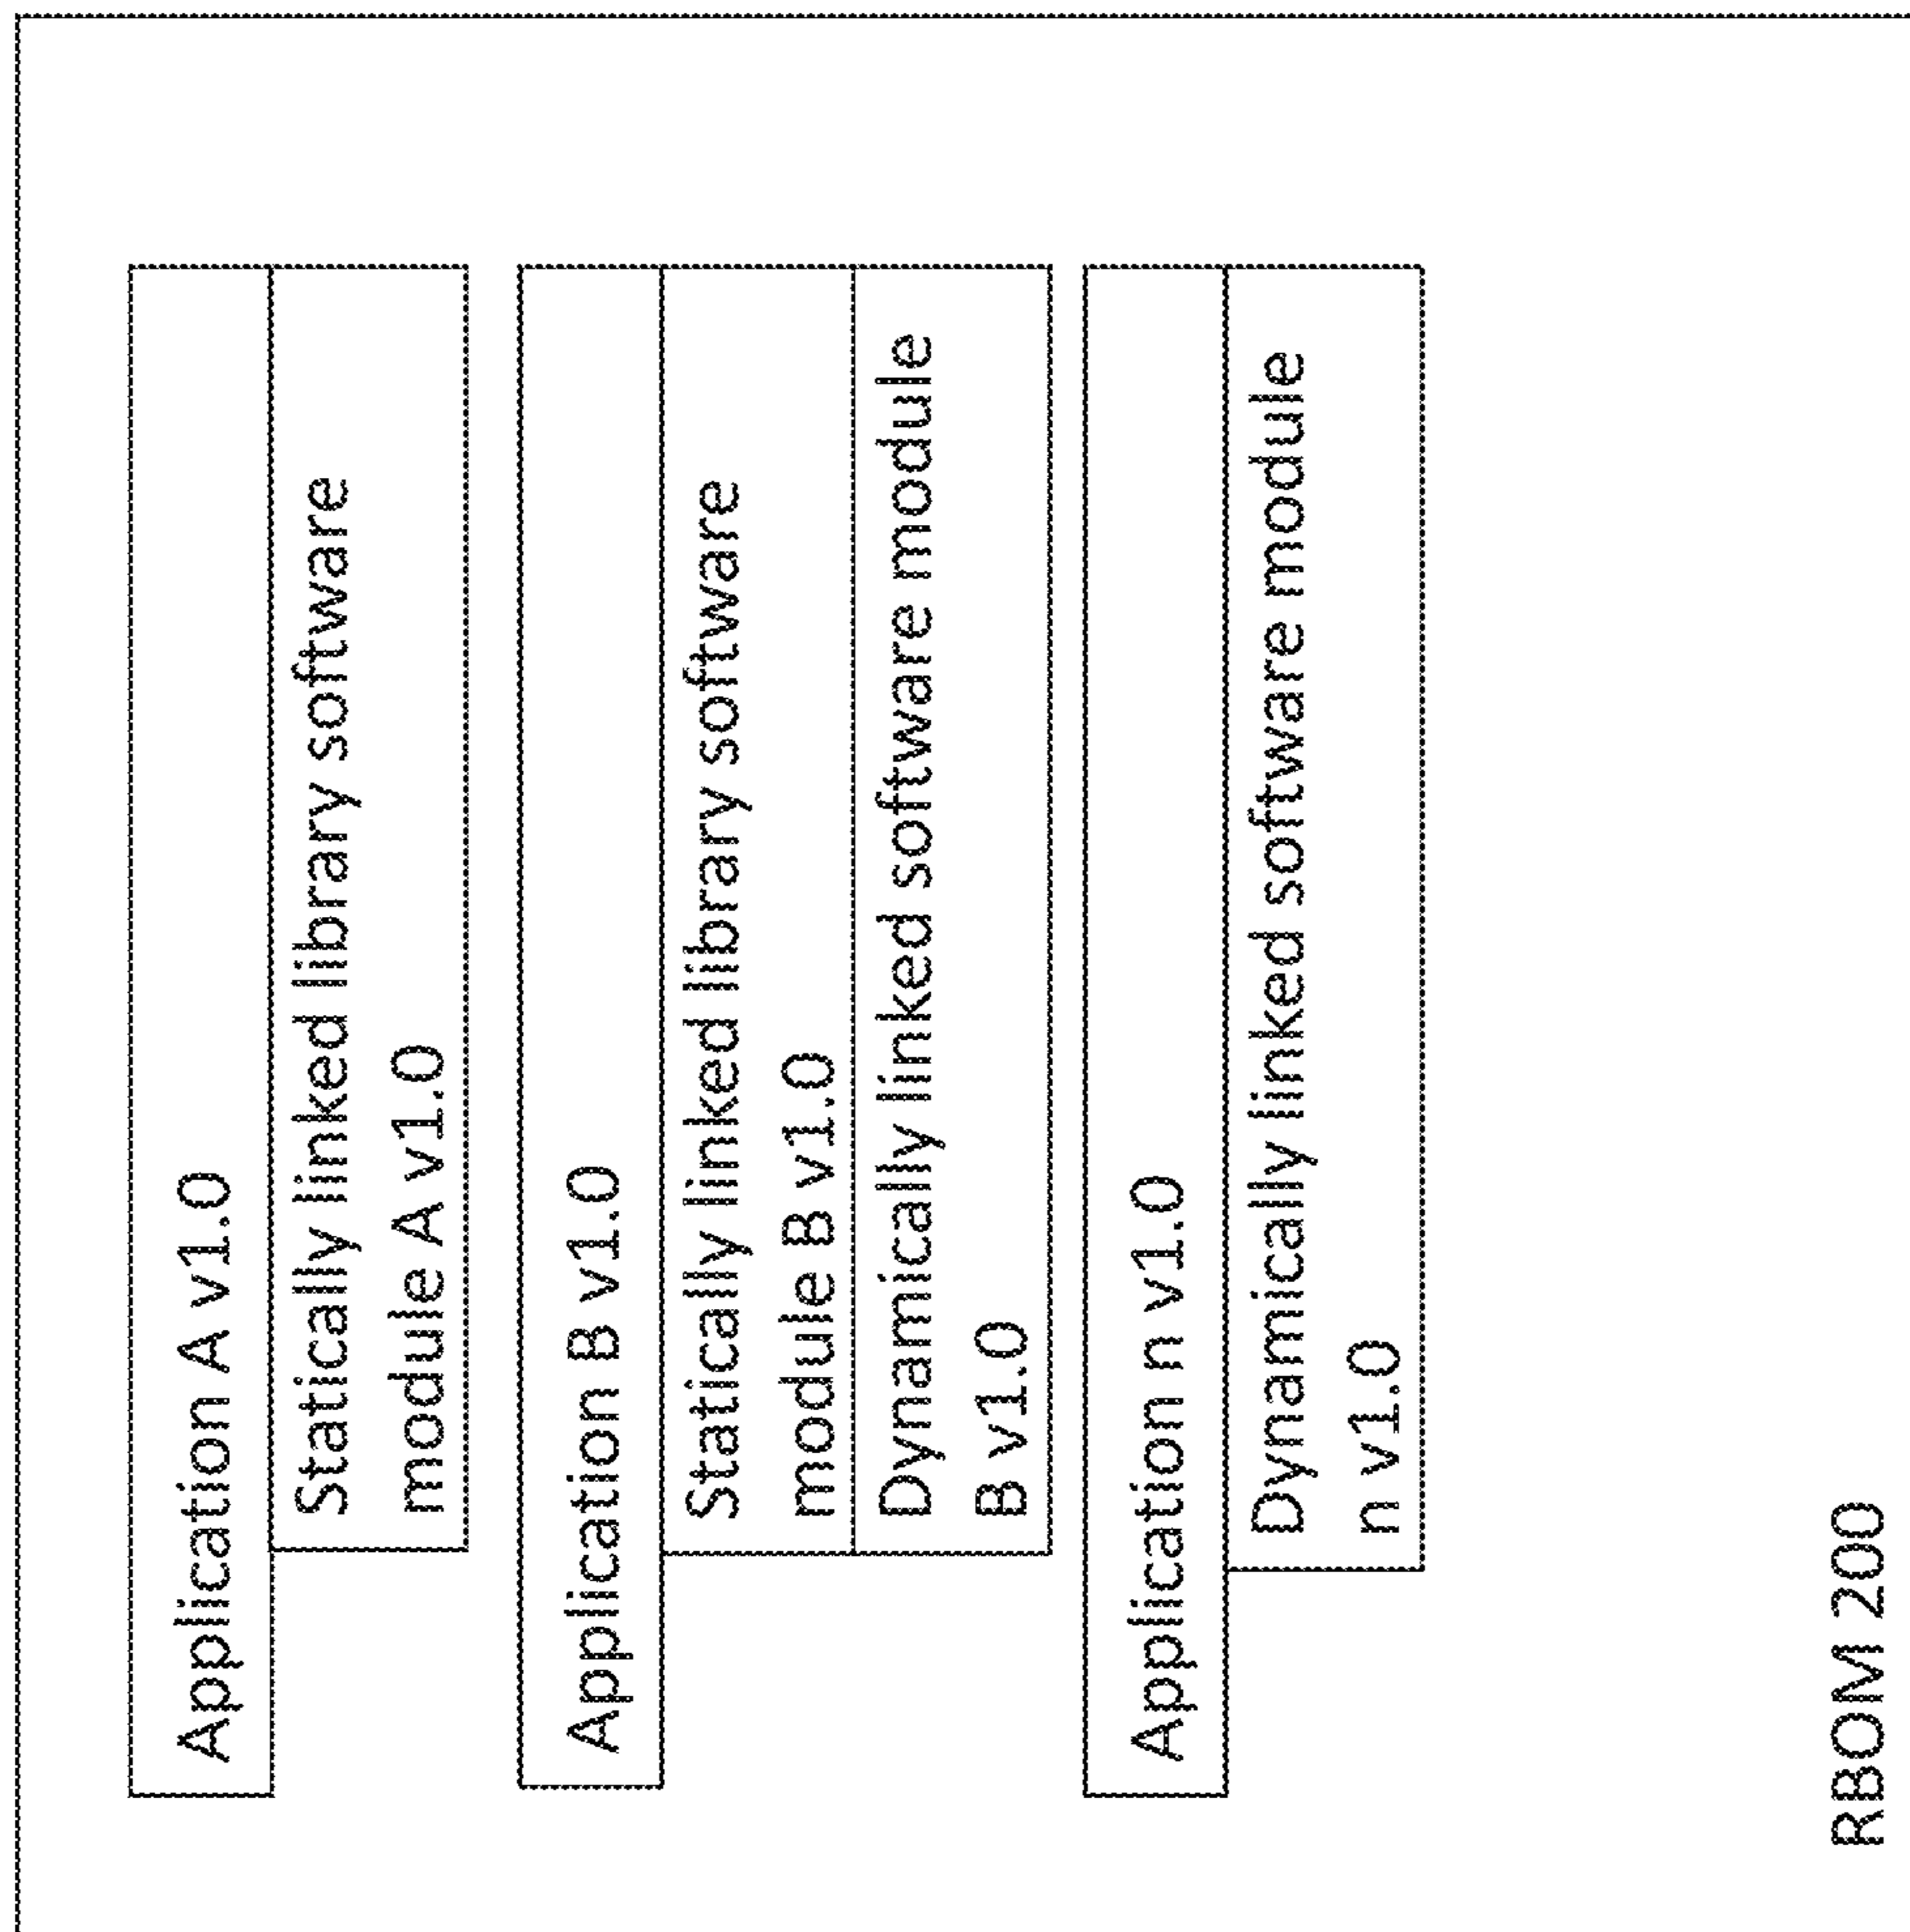 Application A v1.0
Statically linked library software
module A v1.0
Application B v1.0
Statically linked library software
module B v1.0
Dynamically linked software module
B v1.0
Application n v1.0
Dynamically linked software module
n v1.0
RBOM 200